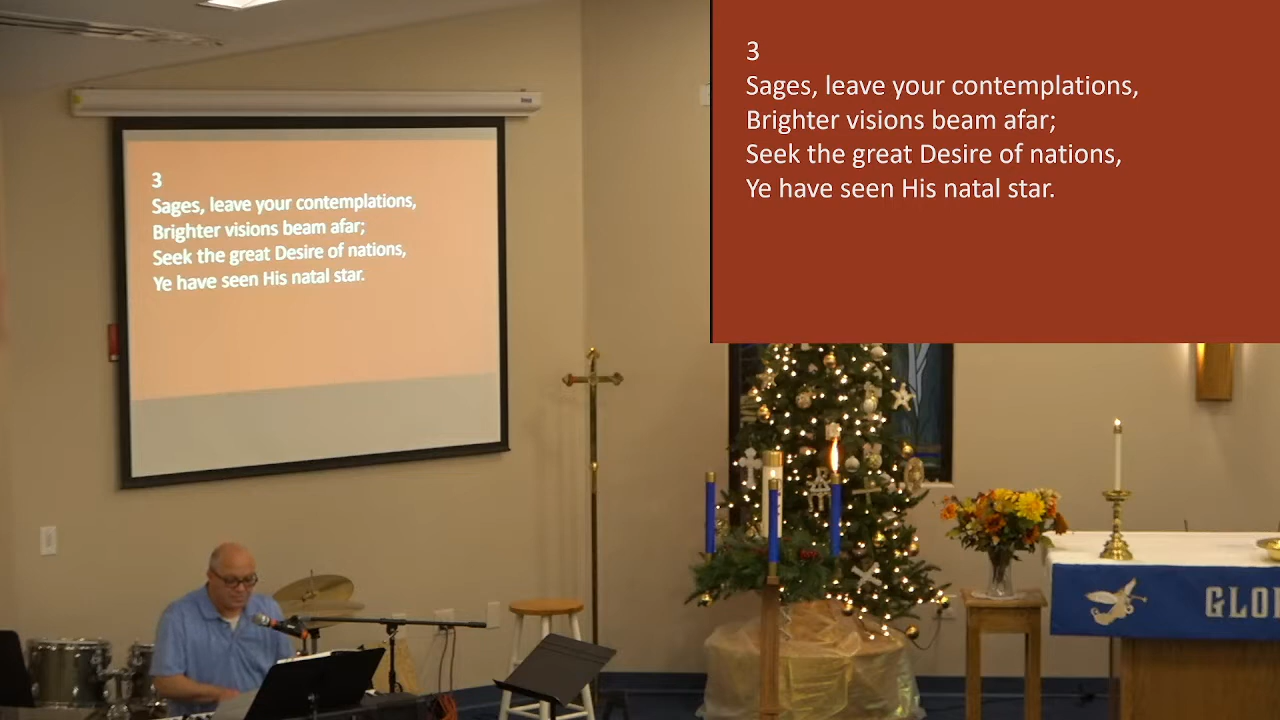 3
Sages, leave your contemplations,
Brighter visions beam afar;
Seek the great Desire of nations,
Ye have seen His natal star.
3
Sages, leave your contemplations,
Brighter visions beam afar;
Seek the great Desire of nations,
Ye have seen His natal star.